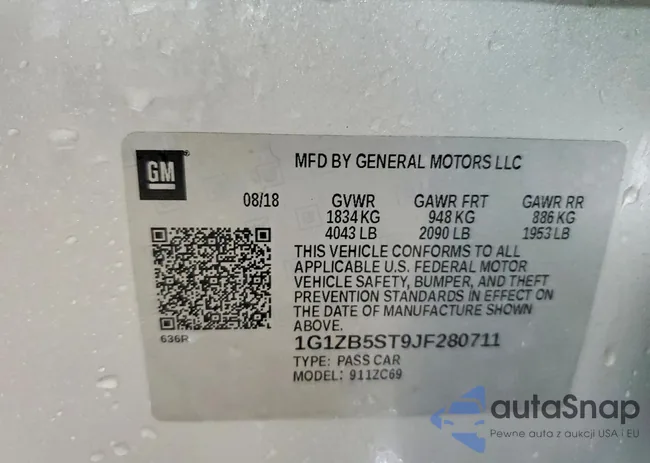 GM
MFD BY GENERAL MOTORS LLC
08/18 GVWR GAWR FRT GAWR RR
1834 KG 948 KG 886 KG
4043 LB 2090 LB 1953 LB
THIS VEHICLE CONFORMS TO ALL
APPLICABLE U.S. FEDERAL MOTOR
VEHICLE SAFETY, BUMPER, AND THEFT
PREVENTION STANDARDS IN EFFECT ON
THE DATE OF MANUFACTURE SHOWN
ABOVE.
636R
1G1ZB5ST9JF280711
TYPE: PASS CAR
MODEL: 911ZC69
autaSnap
Pewne auta z aukcji USA i EU